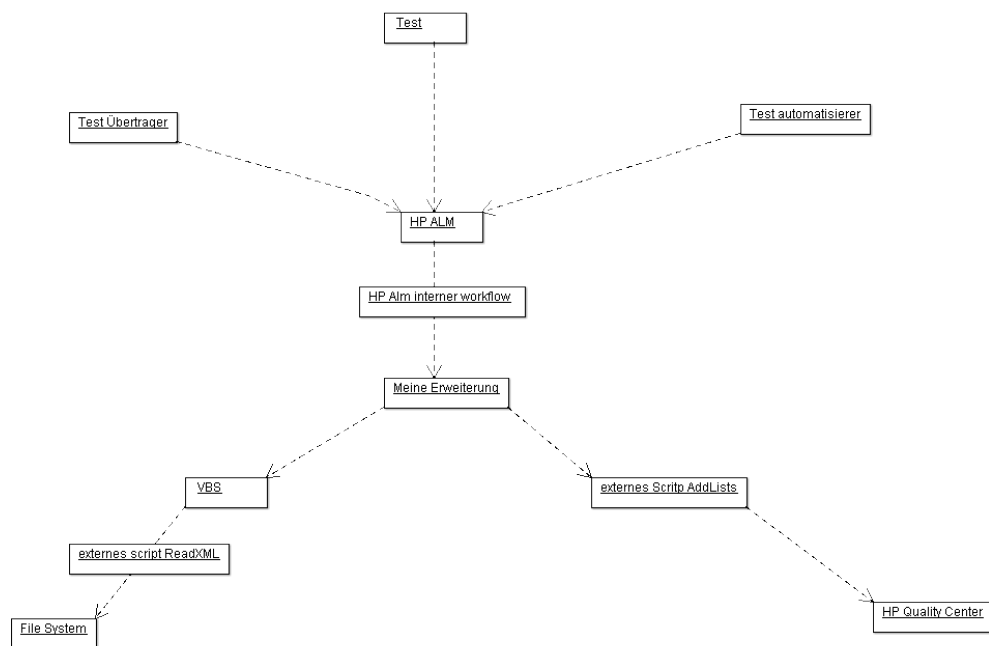 Test
Test Übertrager
Test automatisierer
HP ALM
HP Alm interner workflow
Meine Erweiterung
VBS
externes Scritp AddLists
externes script ReadXML
HP Quality Center
File System